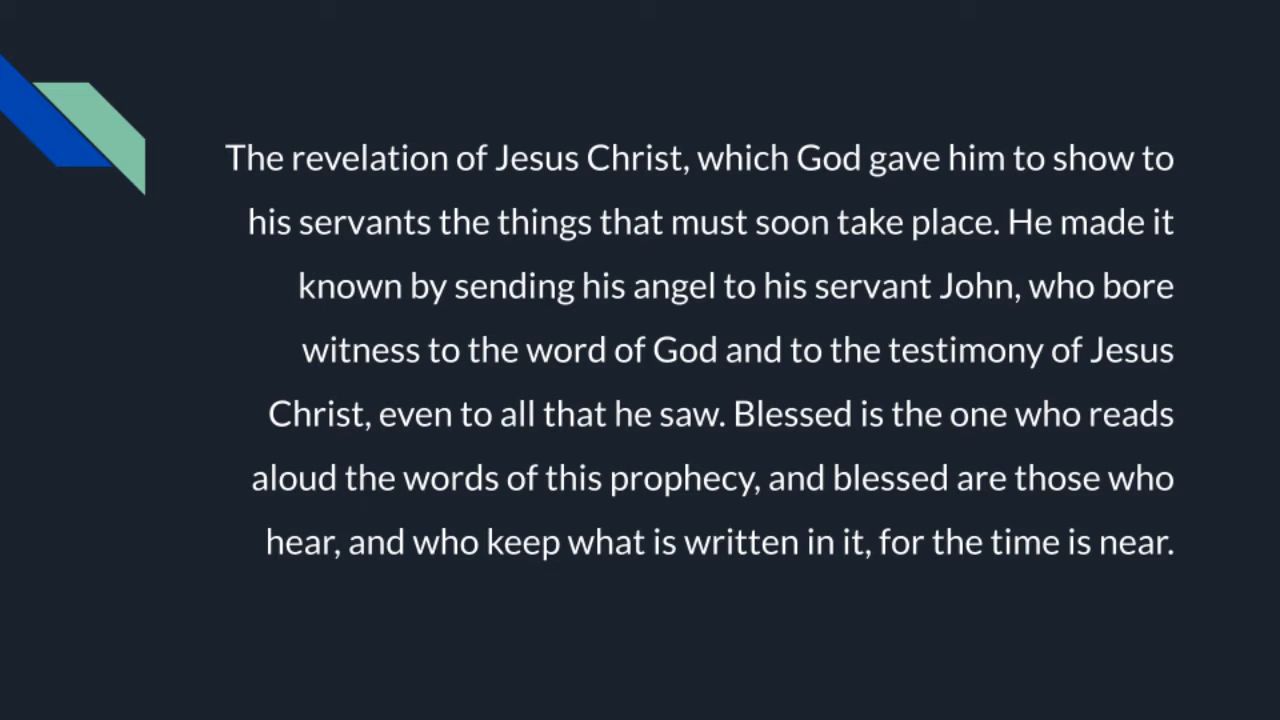 The revelation of Jesus Christ, which God gave him to show to
his servants the things that must soon take place. He made it
known by sending his angel to his servant John, who bore
witness to the word of God and to the testimony of Jesus
Christ, even to all that he saw. Blessed is the one who reads
aloud the words of this prophecy, and blessed are those who
hear, and who keep what is written in it, for the time is near.